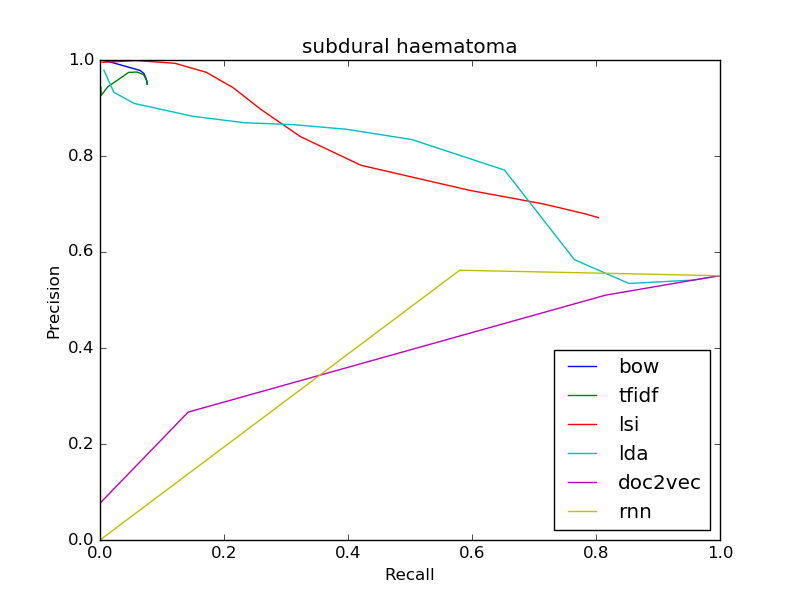 subdural haematoma
1.0
0.8
0.6
0.4
0.2
0.0
Precision
0.0 0.2 0.4 0.6 0.8 1.0
Recall
bow
tfidf
lsi
lda
doc2vec
rnn